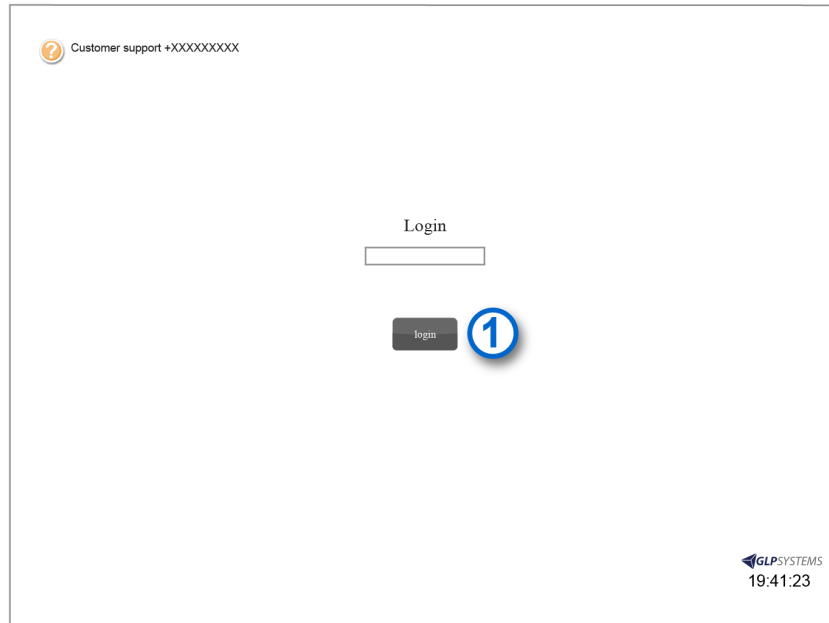 Customer support +XXXXXXXXX
Login
login
1
GLPSYSTEMS
19:41:23